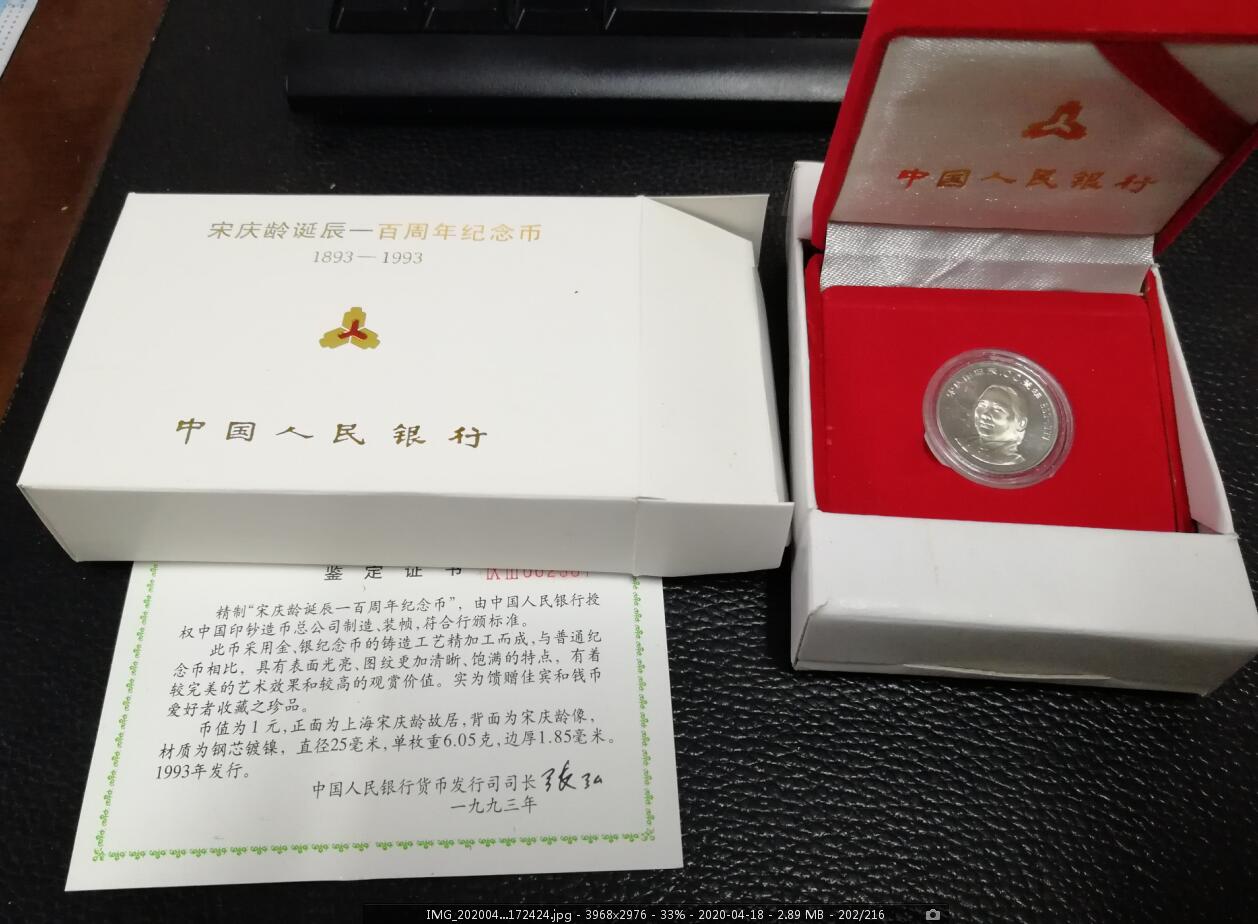 宋庆龄诞辰一百周年纪念币
1893—1993
中国人民银行
中国人民银行
鉴定证书
精制“宋庆龄诞辰一百周年纪念币”，由中国人民银行授
权中国印钞造币总公司制造、装帧,符合行颁标准。
此币采用金、银纪念币的铸造工艺精加工而成,与普通纪
念币相比，具有表面光亮、图纹更加清晰、饱满的特点，有着
较完美的艺术效果和较高的观赏价值。实为馈赠佳宾和钱币
爱好者收藏之珍品。
币值为1元,正面为上海宋庆龄故居,背面为宋庆龄像，
材质为钢芯镀镍，直径25毫米,单枚重6.05克,边厚1.85毫米。
1993年发行。
中国人民银行货币发行司司长 张弘
一九九三年
IMG_202004...172424.jpg - 3968x2976 - 33% - 2020-04-18 - 2.89 MB - 202/216